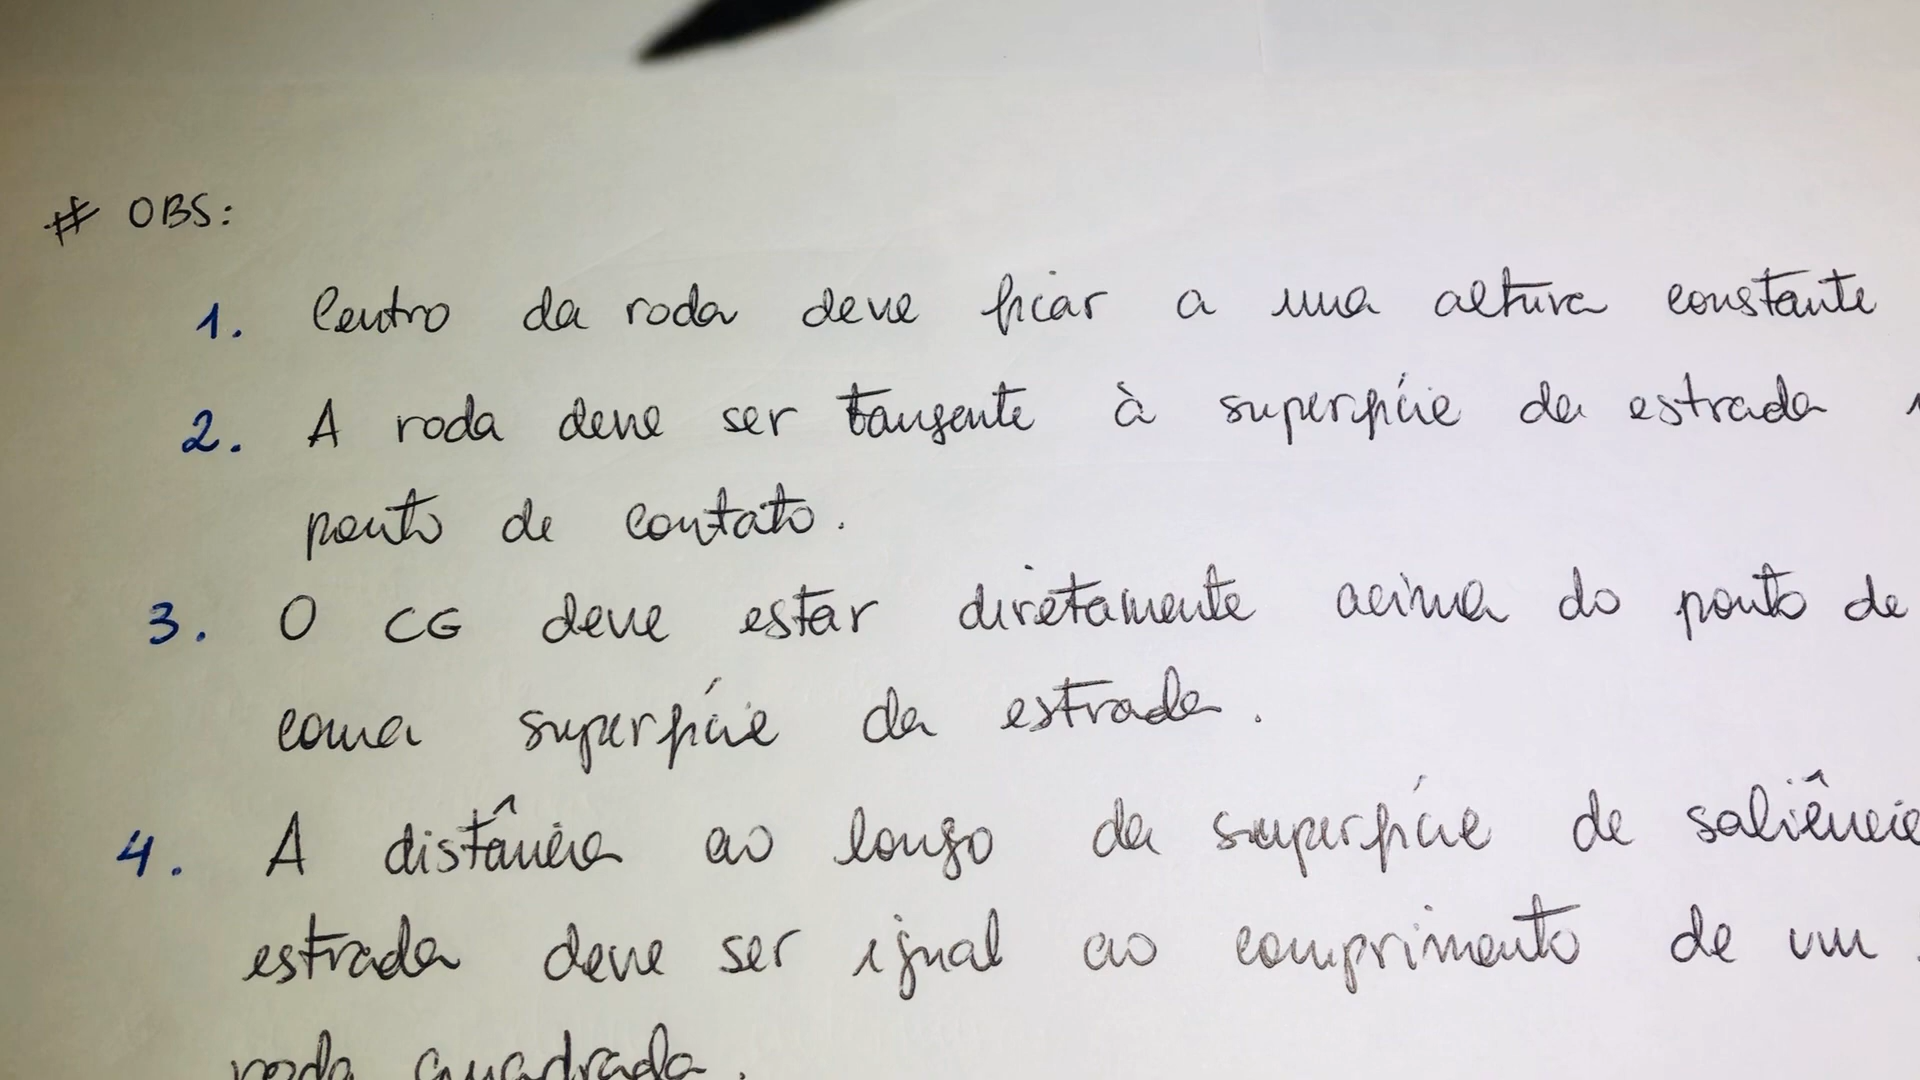 # OBS:
1. Centro da roda deve ficar a uma altura constante
2. A roda deve ser tangente à superfície da estrada
ponto de contato.
3. O CG deve estar diretamente acima do ponto de
coma superfície da estrada.
4. A distância ao longo da superfície de saliência
estrada deve ser igual ao comprimento de um
roda quadrada.